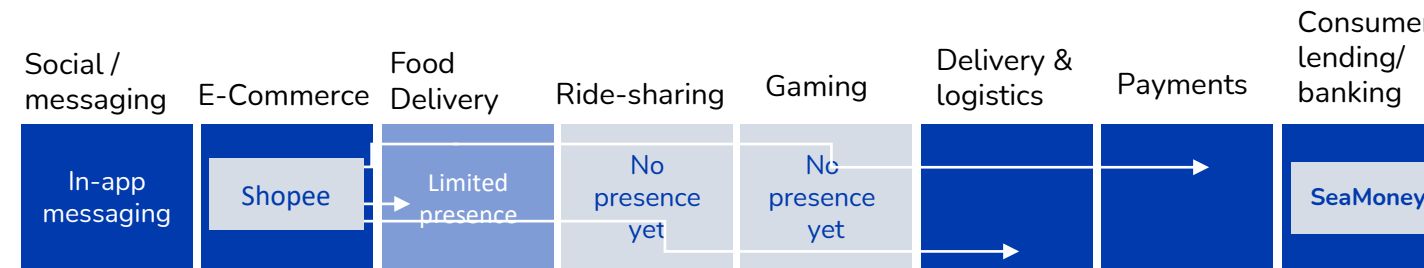 Social /
messaging
E-Commerce
Food
Delivery
Ride-sharing
Gaming
Delivery &
logistics
Payments
Consumer
lending/
banking
In-app
messaging
Shopee
Limited
presence
No
presence
yet
No
presence
yet
SeaMoney